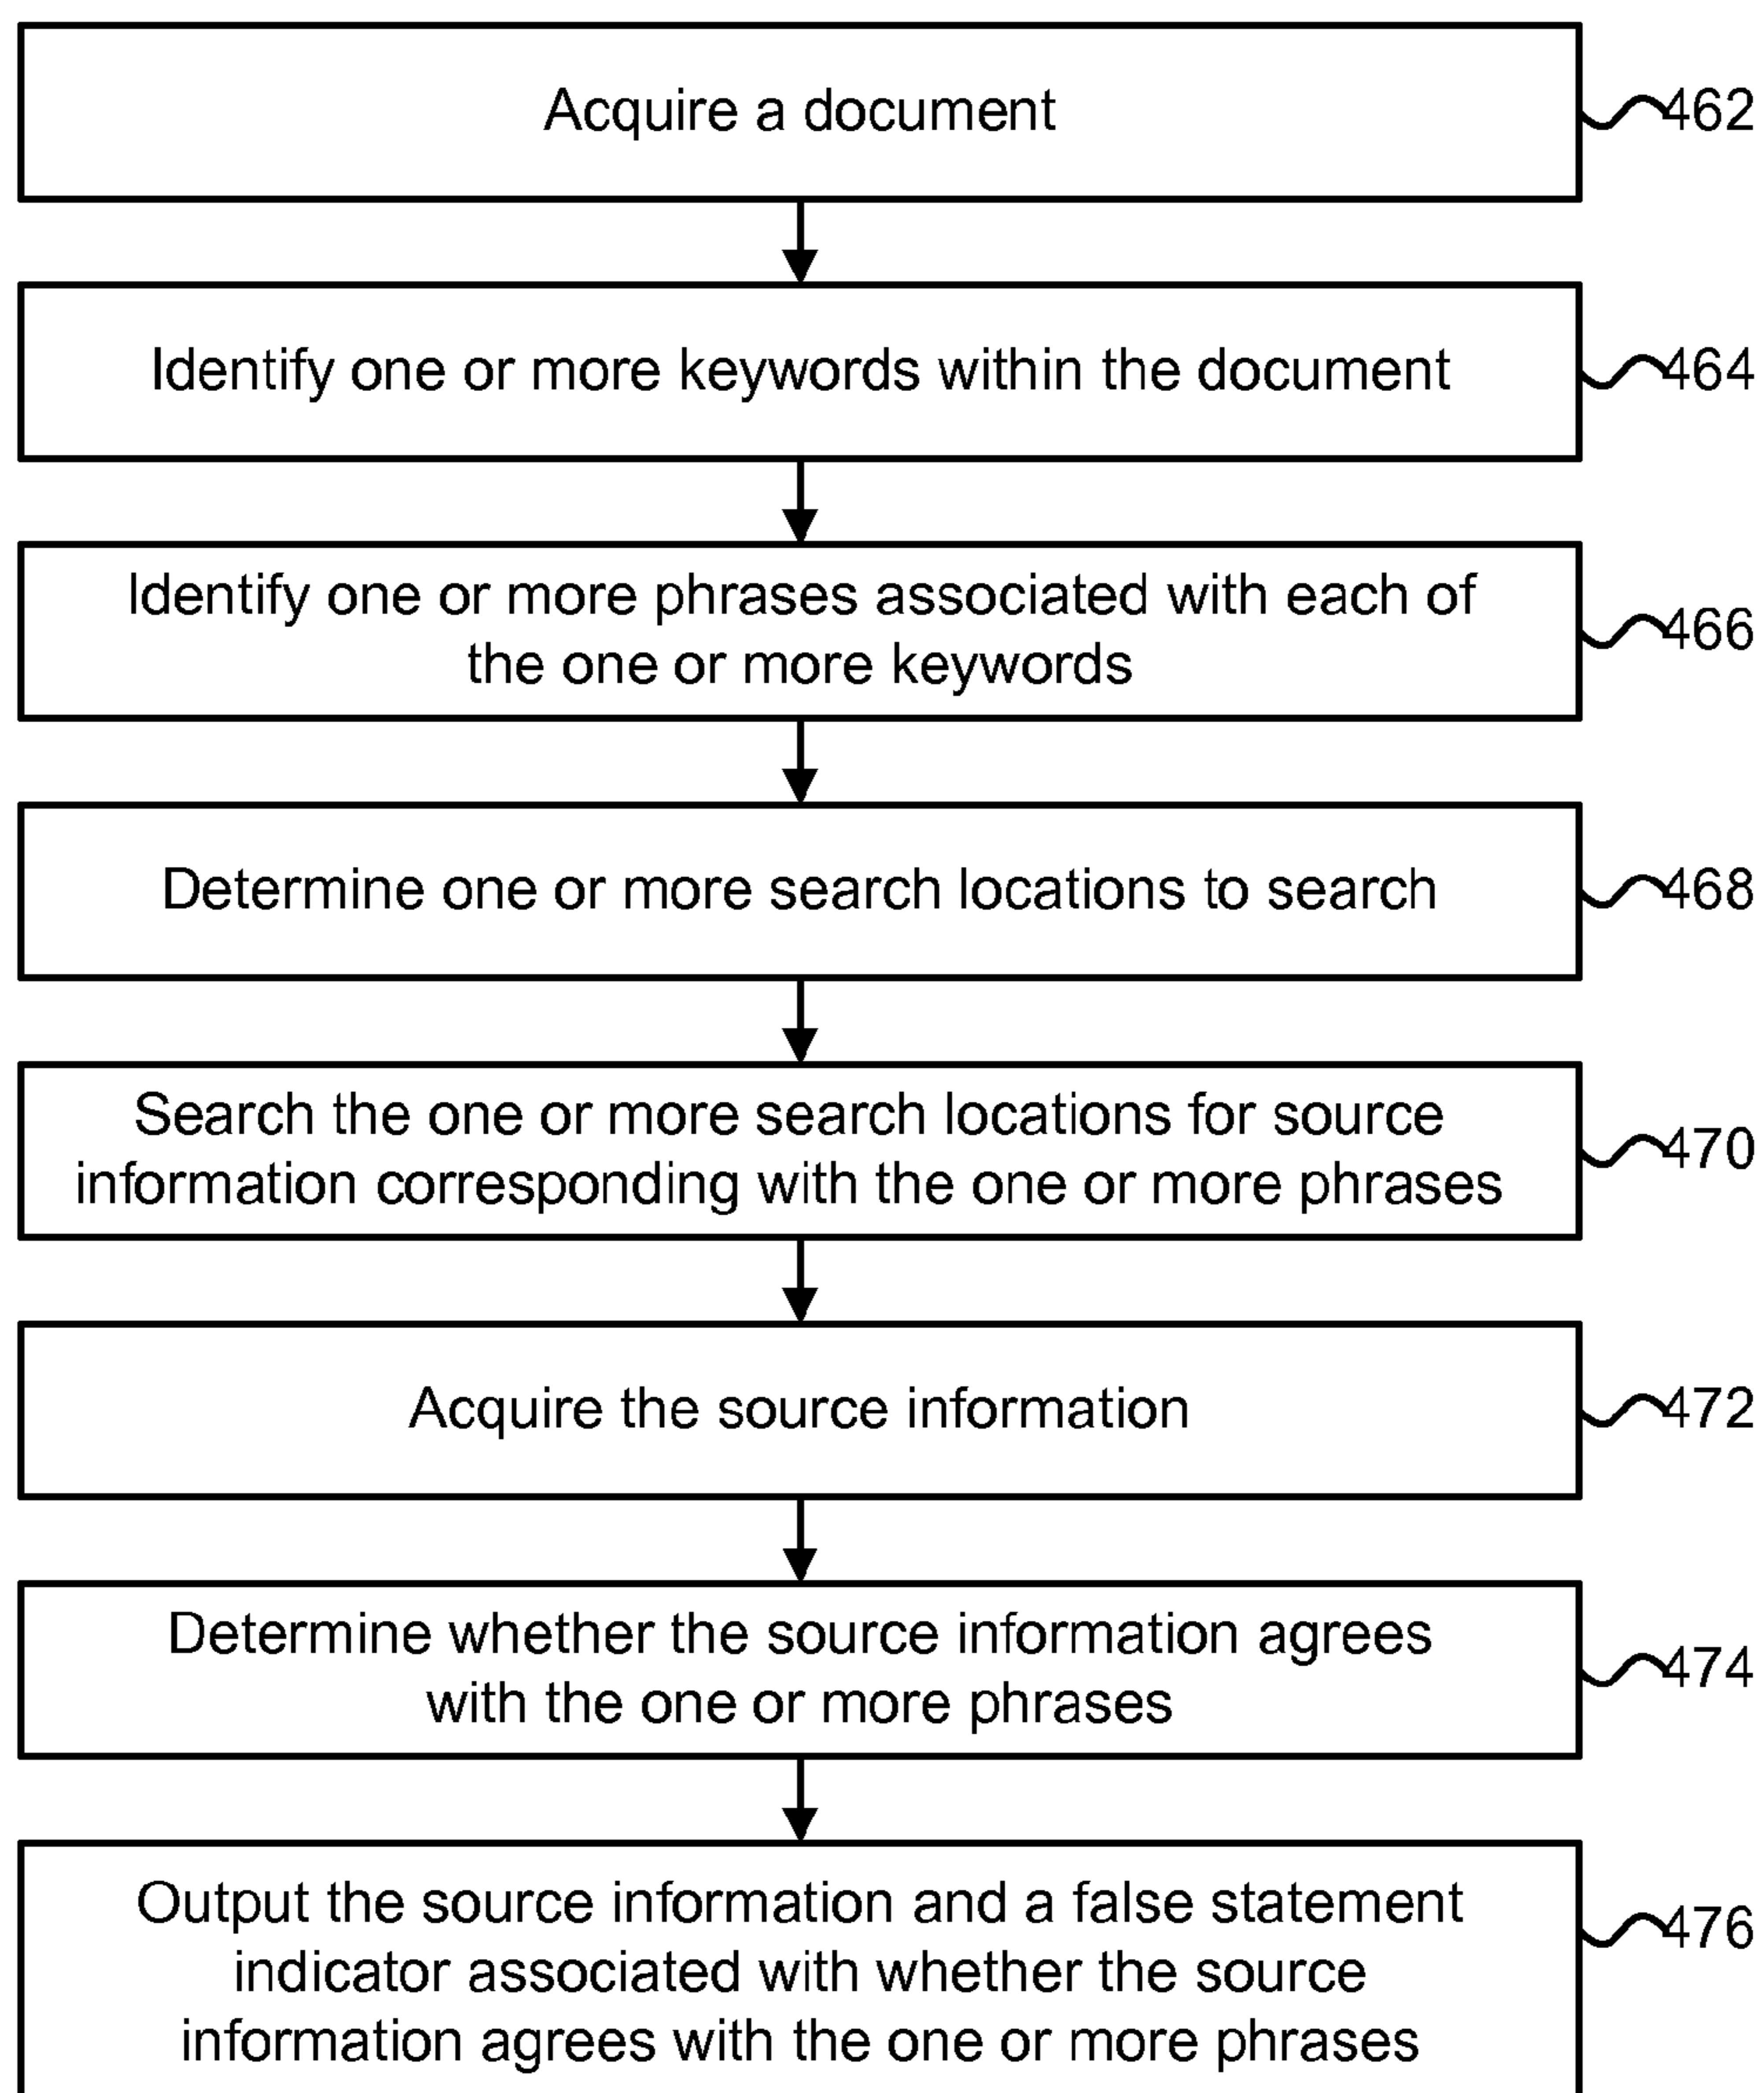 Acquire a document
462
Identify one or more keywords within the document
464
Identify one or more phrases associated with each of
the one or more keywords
466
Determine one or more search locations to search
468
Search the one or more search locations for source
information corresponding with the one or more phrases
470
Acquire the source information
472
Determine whether the source information agrees
with the one or more phrases
474
Output the source information and a false statement
indicator associated with whether the source
information agrees with the one or more phrases
476